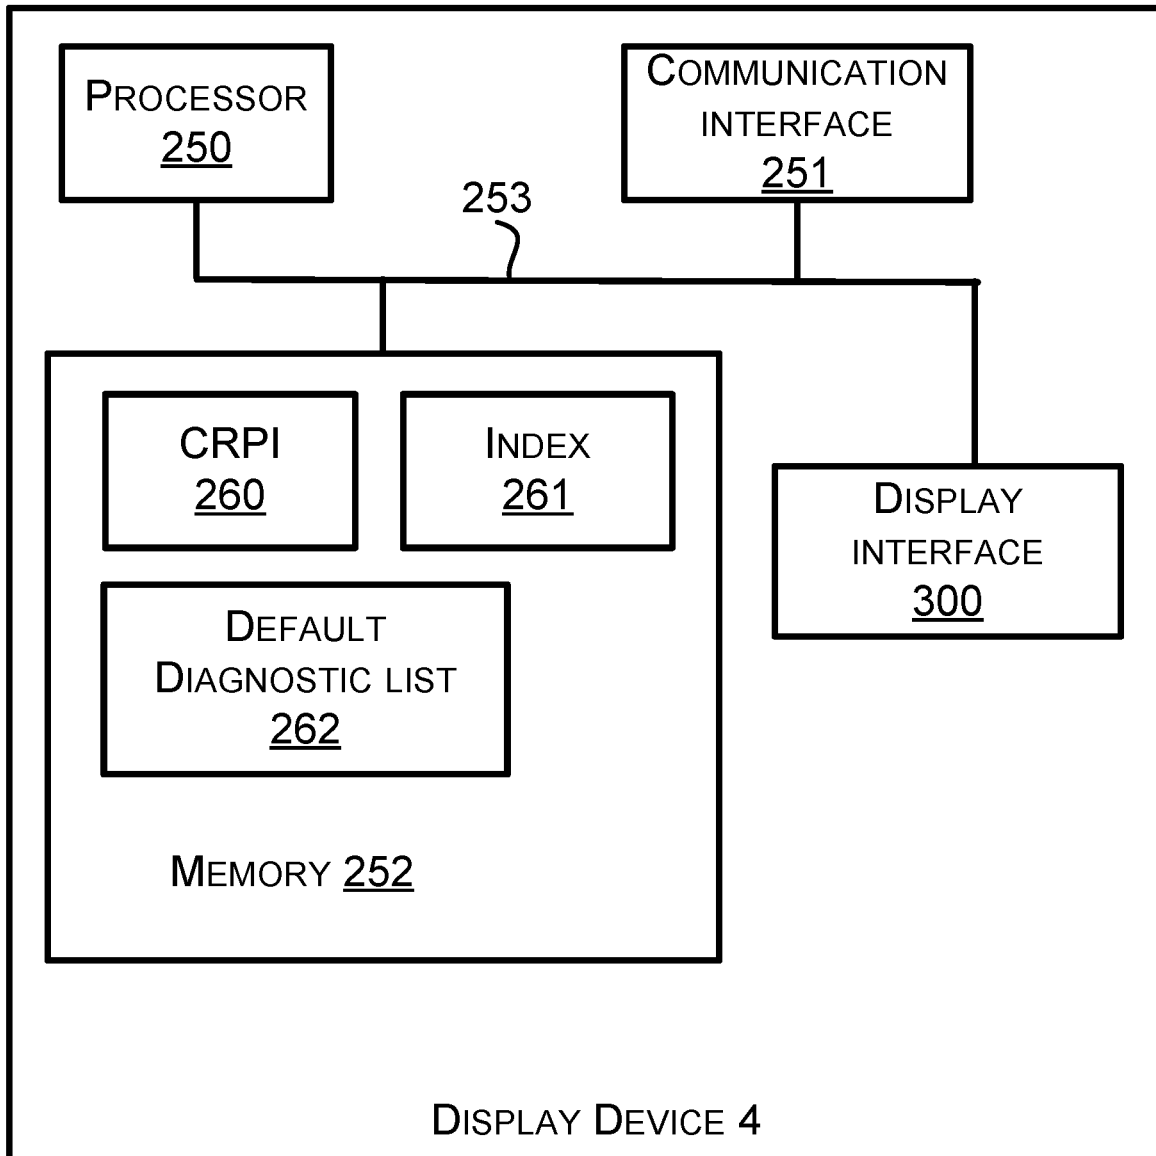 PROCESSOR
250
COMMUNICATION
INTERFACE
251
253
CRPI
260
INDEX
261
DISPLAY
INTERFACE
300
DEFAULT
DIAGNOSTIC LIST
262
MEMORY 252
DISPLAY DEVICE 4